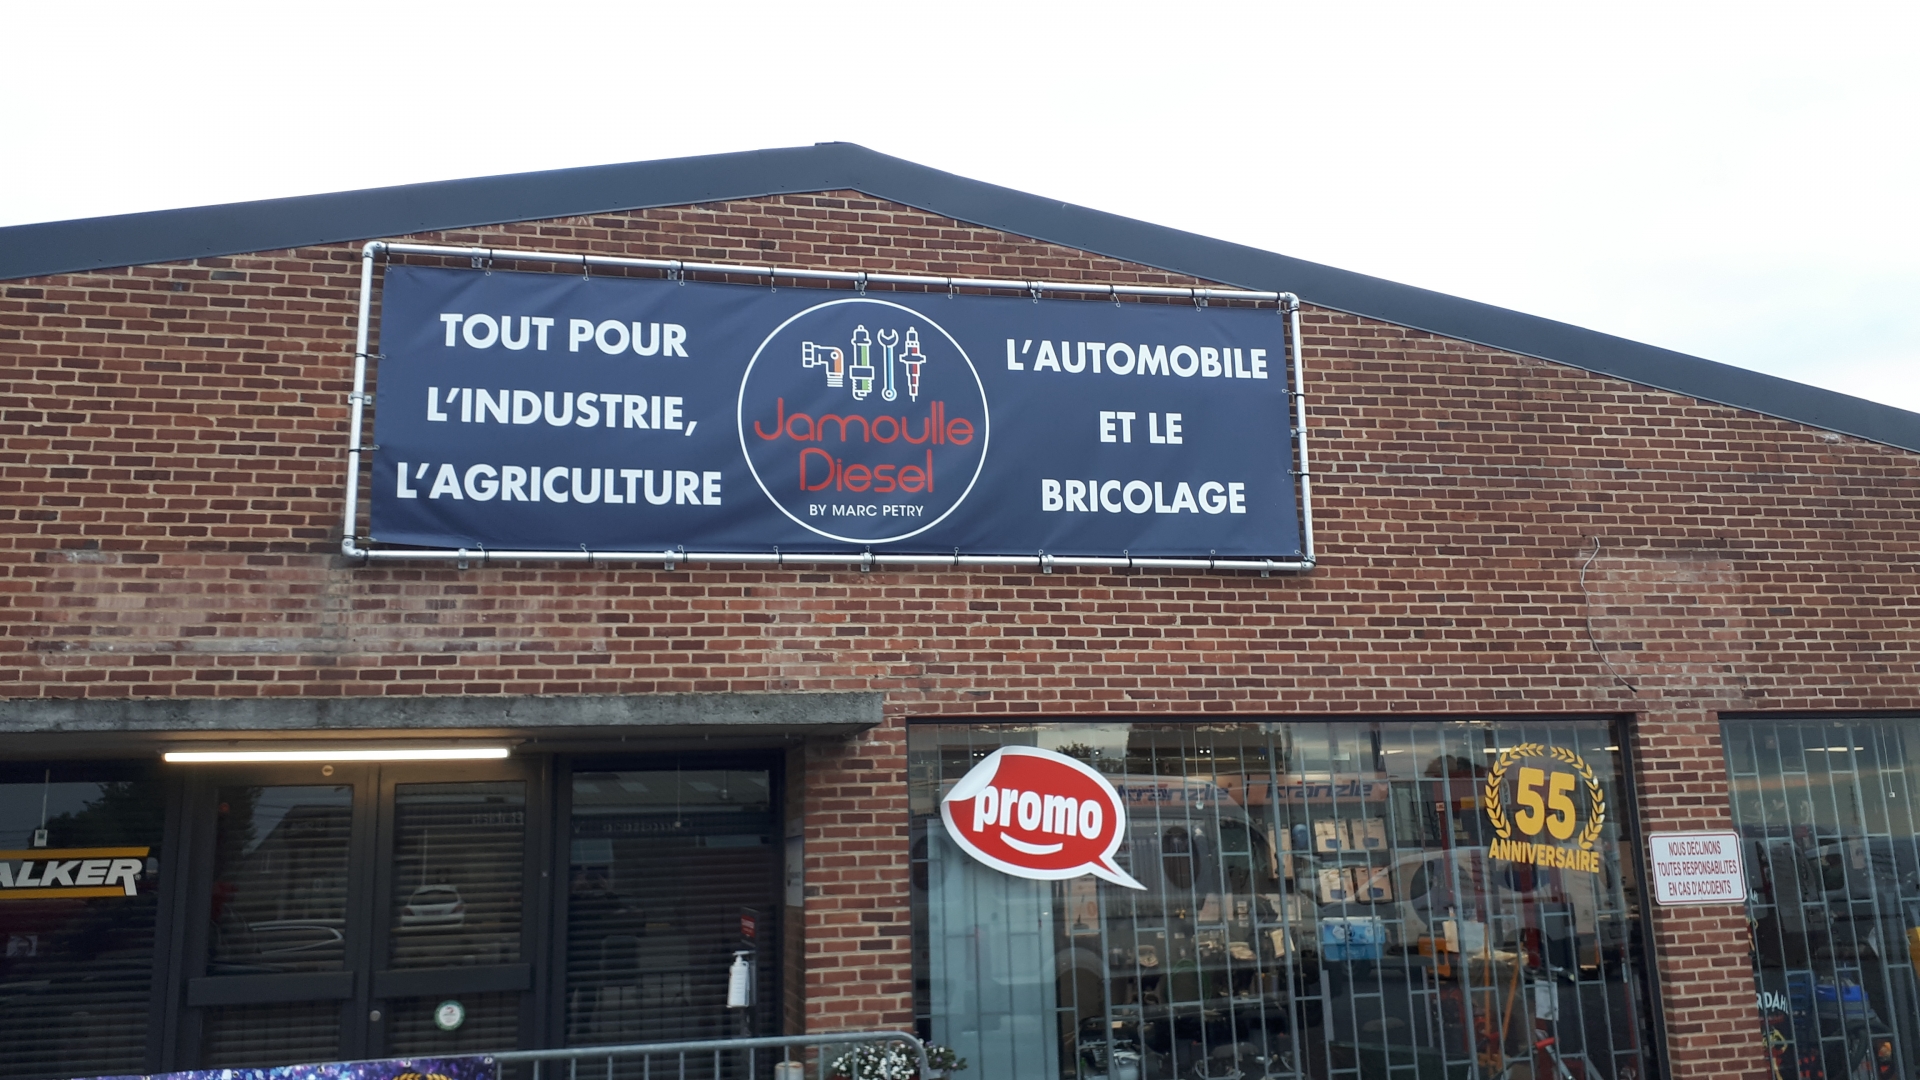 TOUT POUR
L'INDUSTRIE,
L'AGRICULTURE
Jamoulle
Diesel
BY MARC PETRY
L'AUTOMOBILE
ET LE
BRICOLAGE
promo
55
ANNIVERSAIRE
NOUS DECLINONS
TOUTES RESPONSABILITES
EN CAS D'ACCIDENTS
ALKER